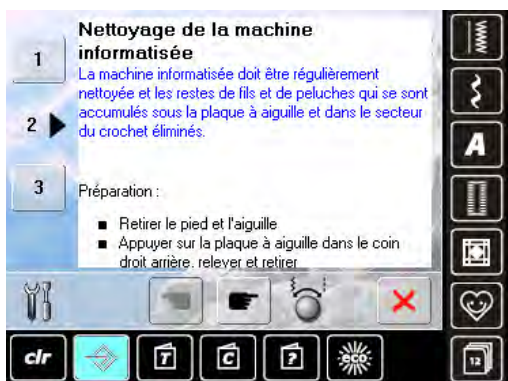 Nettoyage de la machine
informatisée
La machine informatisée doit être régulièrement
nettoyée et les restes de fils et de peluches qui se sont
accumulés sous la plaque à aiguille et dans le secteur
du crochet éliminés.
1
2
3
Préparation :
■ Retirer le pied et l'aiguille
■ Appuyer sur la plaque à aiguille dans le coin
droit arrière, relever et retirer
A
clr
T
C
?
eco
12